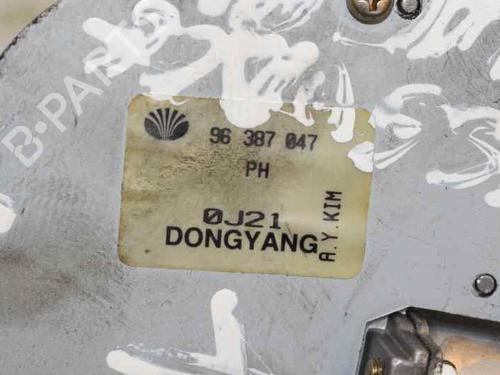 96 387 047
PH
0J21
DONGYANG
A.Y.KIM
B-PARTS